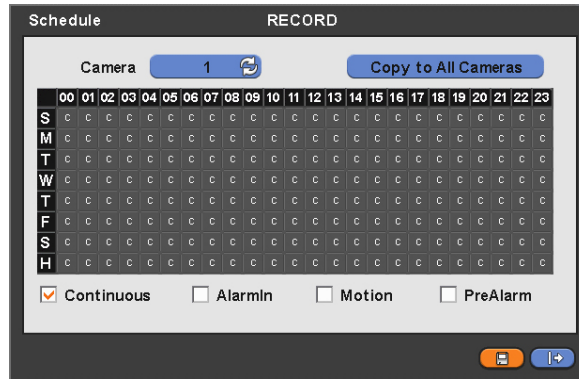 Schedule RECORD
Camera 1 Copy to All Cameras
00 01 02 03 04 05 06 07 08 09 10 11 12 13 14 15 16 17 18 19 20 21 22 23
S C C C C C C C C C C C C C C C C C C C C C C C C
M C C C C C C C C C C C C C C C C C C C C C C C C
T C C C C C C C C C C C C C C C C C C C C C C C C
W C C C C C C C C C C C C C C C C C C C C C C C C
T C C C C C C C C C C C C C C C C C C C C C C C C
F C C C C C C C C C C C C C C C C C C C C C C C C
S C C C C C C C C C C C C C C C C C C C C C C C C
H C C C C C C C C C C C C C C C C C C C C C C C C
Continuous AlarmIn Motion PreAlarm